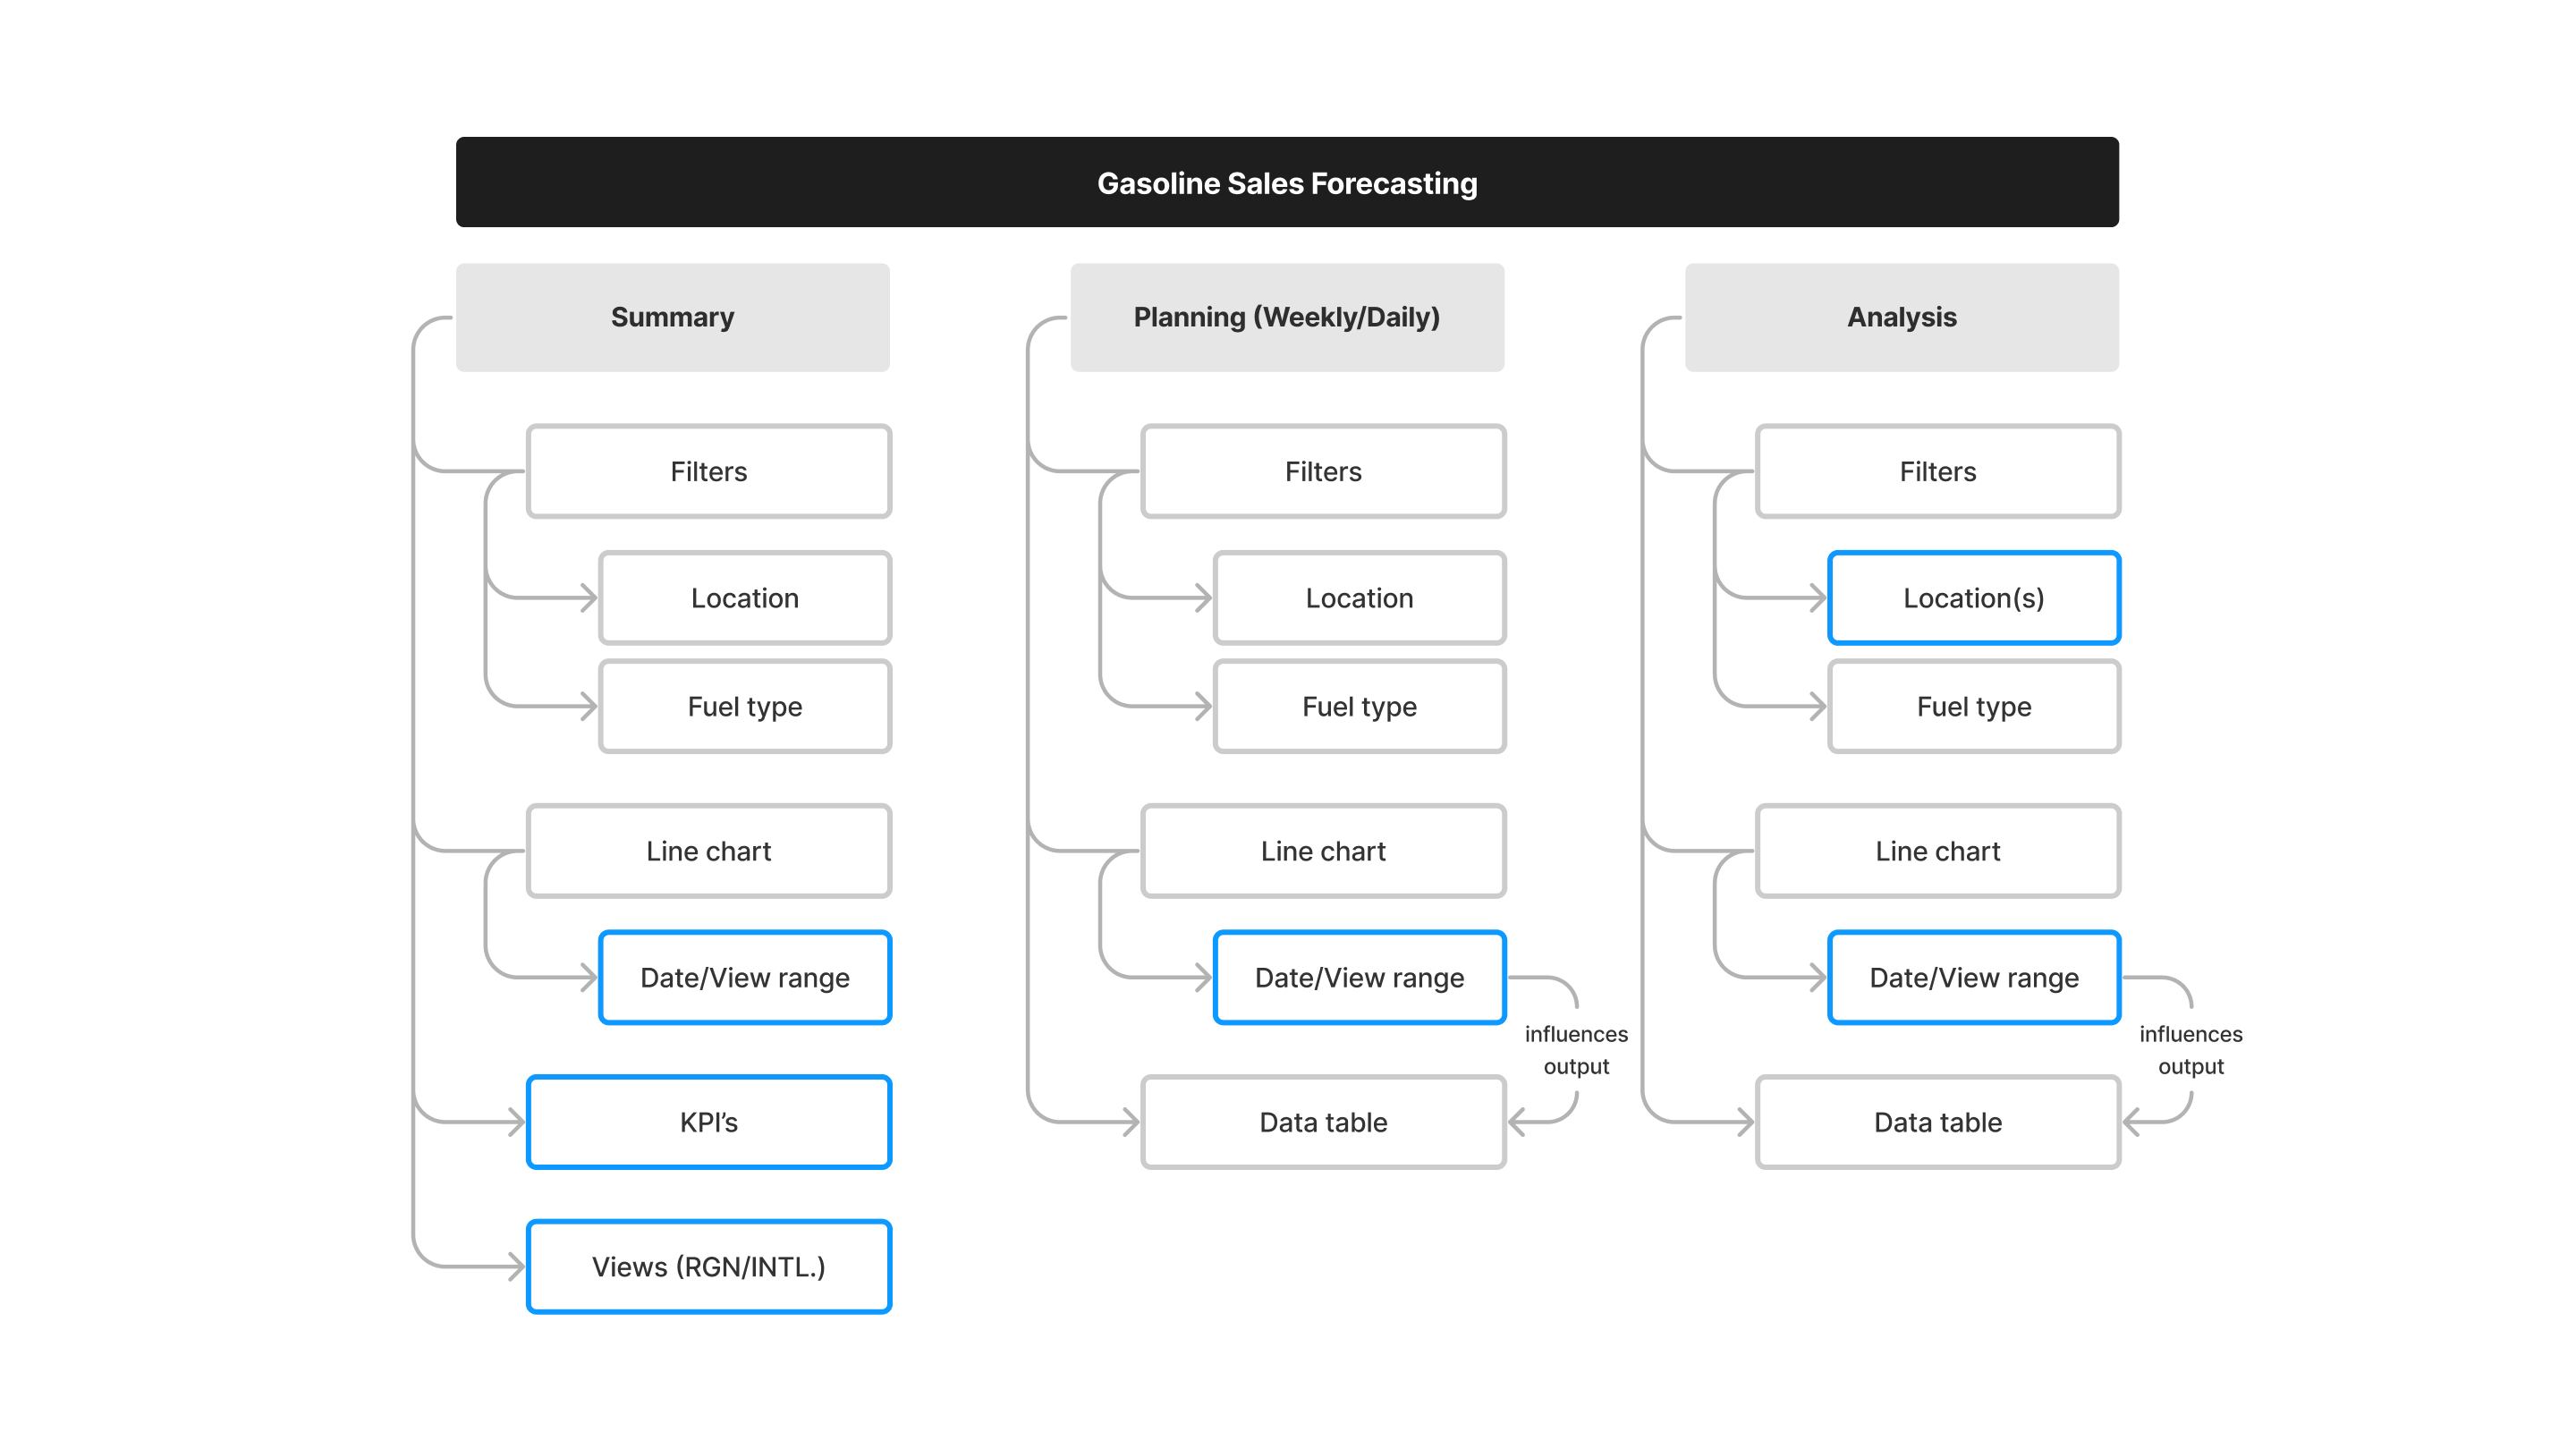 Gasoline Sales Forecasting
Summary
Filters
Location
Fuel type
Line chart
Date/View range
KPI’s
Views (RGN/INTL.)
Planning (Weekly/Daily)
Filters
Location
Fuel type
Line chart
Date/View range
influences
output
Data table
Analysis
Filters
Location(s)
Fuel type
Line chart
Date/View range
influences
output
Data table